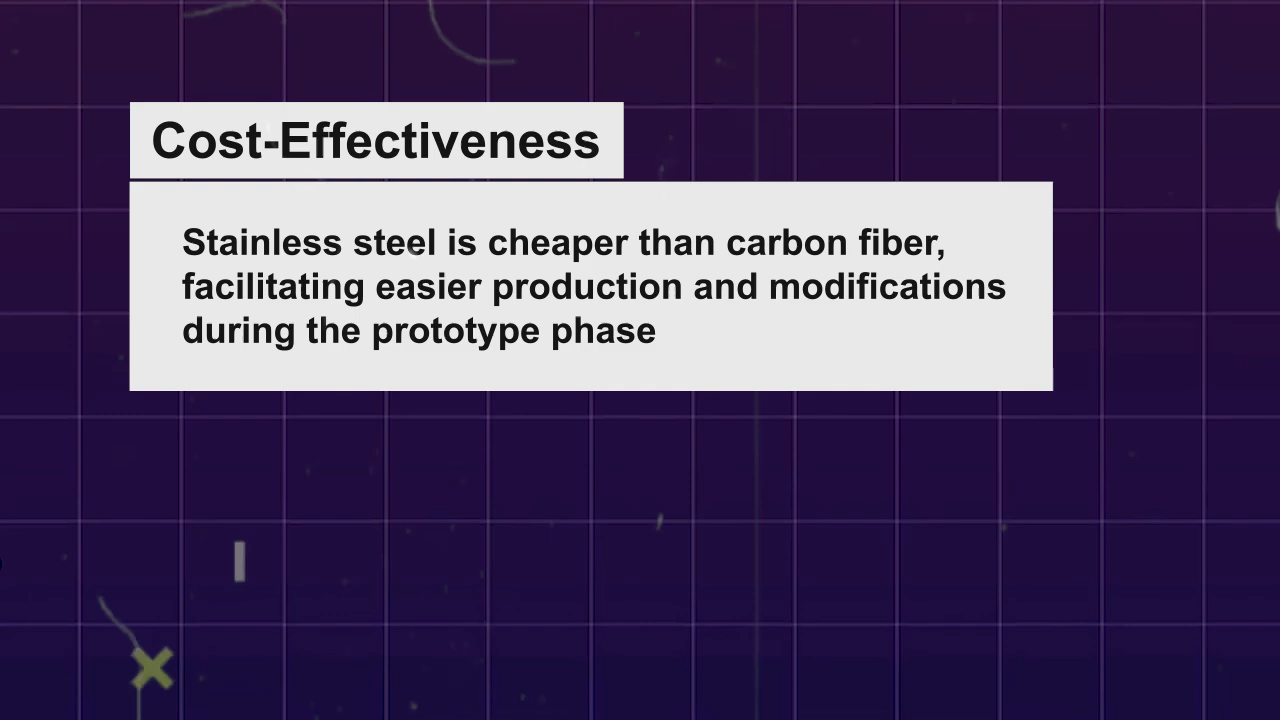 Cost-Effectiveness
Stainless steel is cheaper than carbon fiber,
facilitating easier production and modifications
during the prototype phase